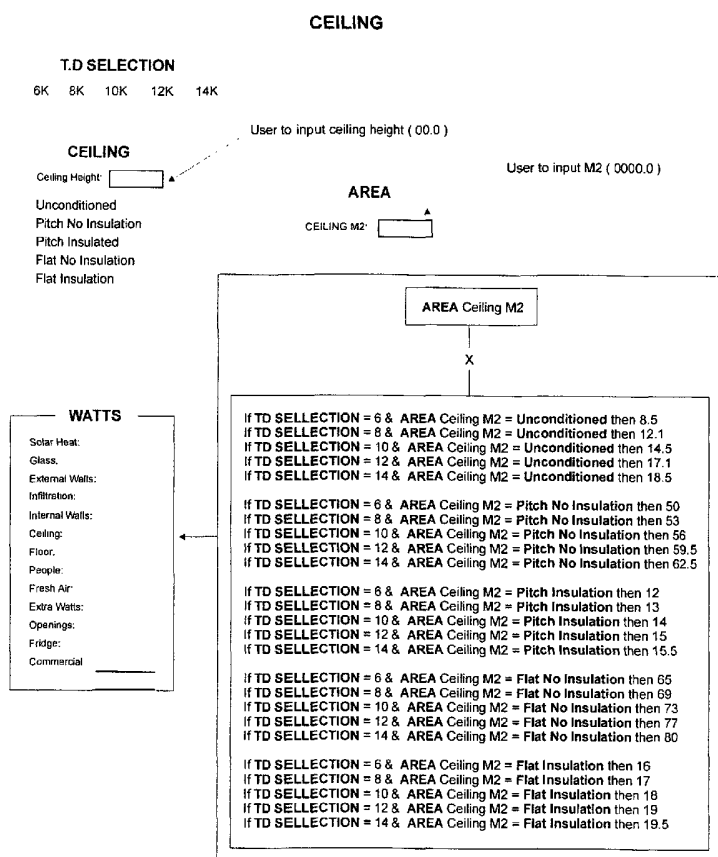 CEILING
T.D SELECTION
6K 8K 10K 12K 14K
User to input ceiling height ( 00.0 )
CEILING
Ceiling Height:
User to input M2 ( 0000.0 )
AREA
Unconditioned
Pitch No Insulation
Pitch Insulated
Flat No Insulation
Flat Insulation
CEILING M2:
AREA Ceiling M2
X
WATTS
Solar Heat:
Glass.
External Walls:
Infiltration:
Internal Walls:
Ceiling:
Floor.
People:
Fresh Air:
Extra Watts:
Openings:
Fridge:
Commercial
If TD SELLECTION = 6 & AREA Ceiling M2 = Unconditioned then 8.5
If TD SELLECTION = 8 & AREA Ceiling M2 = Unconditioned then 12.1
If TD SELLECTION = 10 & AREA Ceiling M2 = Unconditioned then 14.5
If TD SELLECTION = 12 & AREA Ceiling M2 = Unconditioned then 17.1
If TD SELLECTION = 14 & AREA Ceiling M2 = Unconditioned then 18.5
If TD SELLECTION = 6 & AREA Ceiling M2 = Pitch No Insulation then 50
If TD SELLECTION = 8 & AREA Ceiling M2 = Pitch No Insulation then 53
If TD SELLECTION = 10 & AREA Ceiling M2 = Pitch No Insulation then 56
If TD SELLECTION = 12 & AREA Ceiling M2 = Pitch No Insulation then 59.5
If TD SELLECTION = 14 & AREA Ceiling M2 = Pitch No Insulation then 62.5
If TD SELLECTION = 6 & AREA Ceiling M2 = Pitch Insulation then 12
If TD SELLECTION = 8 & AREA Ceiling M2 = Pitch Insulation then 13
If TD SELLECTION = 10 & AREA Ceiling M2 = Pitch Insulation then 14
If TD SELLECTION = 12 & AREA Ceiling M2 = Pitch Insulation then 15
If TD SELLECTION = 14 & AREA Ceiling M2 = Pitch Insulation then 15.5
If TD SELLECTION = 6 & AREA Ceiling M2 = Flat No Insulation then 65
If TD SELLECTION = 8 & AREA Ceiling M2 = Flat No Insulation then 69
If TD SELLECTION = 10 & AREA Ceiling M2 = Flat No Insulation then 73
If TD SELLECTION = 12 & AREA Ceiling M2 = Flat No Insulation then 77
If TD SELLECTION = 14 & AREA Ceiling M2 = Flat No Insulation then 80
If TD SELLECTION = 6 & AREA Ceiling M2 = Flat Insulation then 16
If TD SELLECTION = 8 & AREA Ceiling M2 = Flat Insulation then 17
If TD SELLECTION = 10 & AREA Ceiling M2 = Flat Insulation then 18
If TD SELLECTION = 12 & AREA Ceiling M2 = Flat Insulation then 19
If TD SELLECTION = 14 & AREA Ceiling M2 = Flat Insulation then 19.5